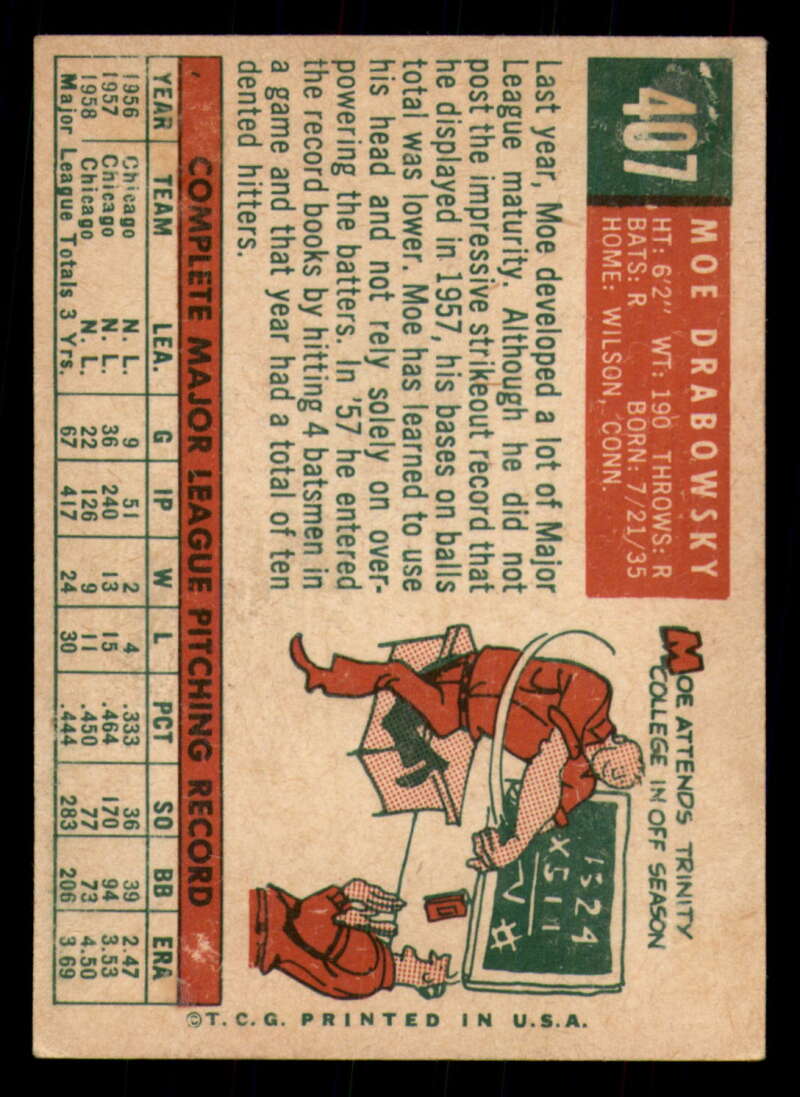 407
MOE DRABOWSKY
HT: 6'2" WT: 190 THROWS: R
BATS: R BORN: 7/21/35
HOME: WILSON, CONN.
Last year, Moe developed a lot of Major
League maturity. Although he did not
post the impressive strikeout record that
he displayed in 1957, his bases on balls
total was lower. Moe has learned to use
his head and not rely solely on over-
powering the batters. In '57 he entered
the record books by hitting 4 batsmen in
a game and that year had a total of ten
dented hitters.
MOE ATTENDS TRINITY
COLLEGE IN OFF SEASON
1524
X511
COMPLETE MAJOR LEAGUE PITCHING RECORD
YEAR TEAM LEA. G IP W L PCT SO BB ERA
1956 Chicago N. L. 9 51 2 4 .333 36 39 2.47
1957 Chicago N. L. 36 240 13 15 .464 170 94 3.53
1958 Chicago N. L. 22 126 9 11 .450 77 73 4.50
Major League Totals 3 Yrs. 67 417 24 30 .444 283 206 3.69
©T.C.G. PRINTED IN U.S.A.